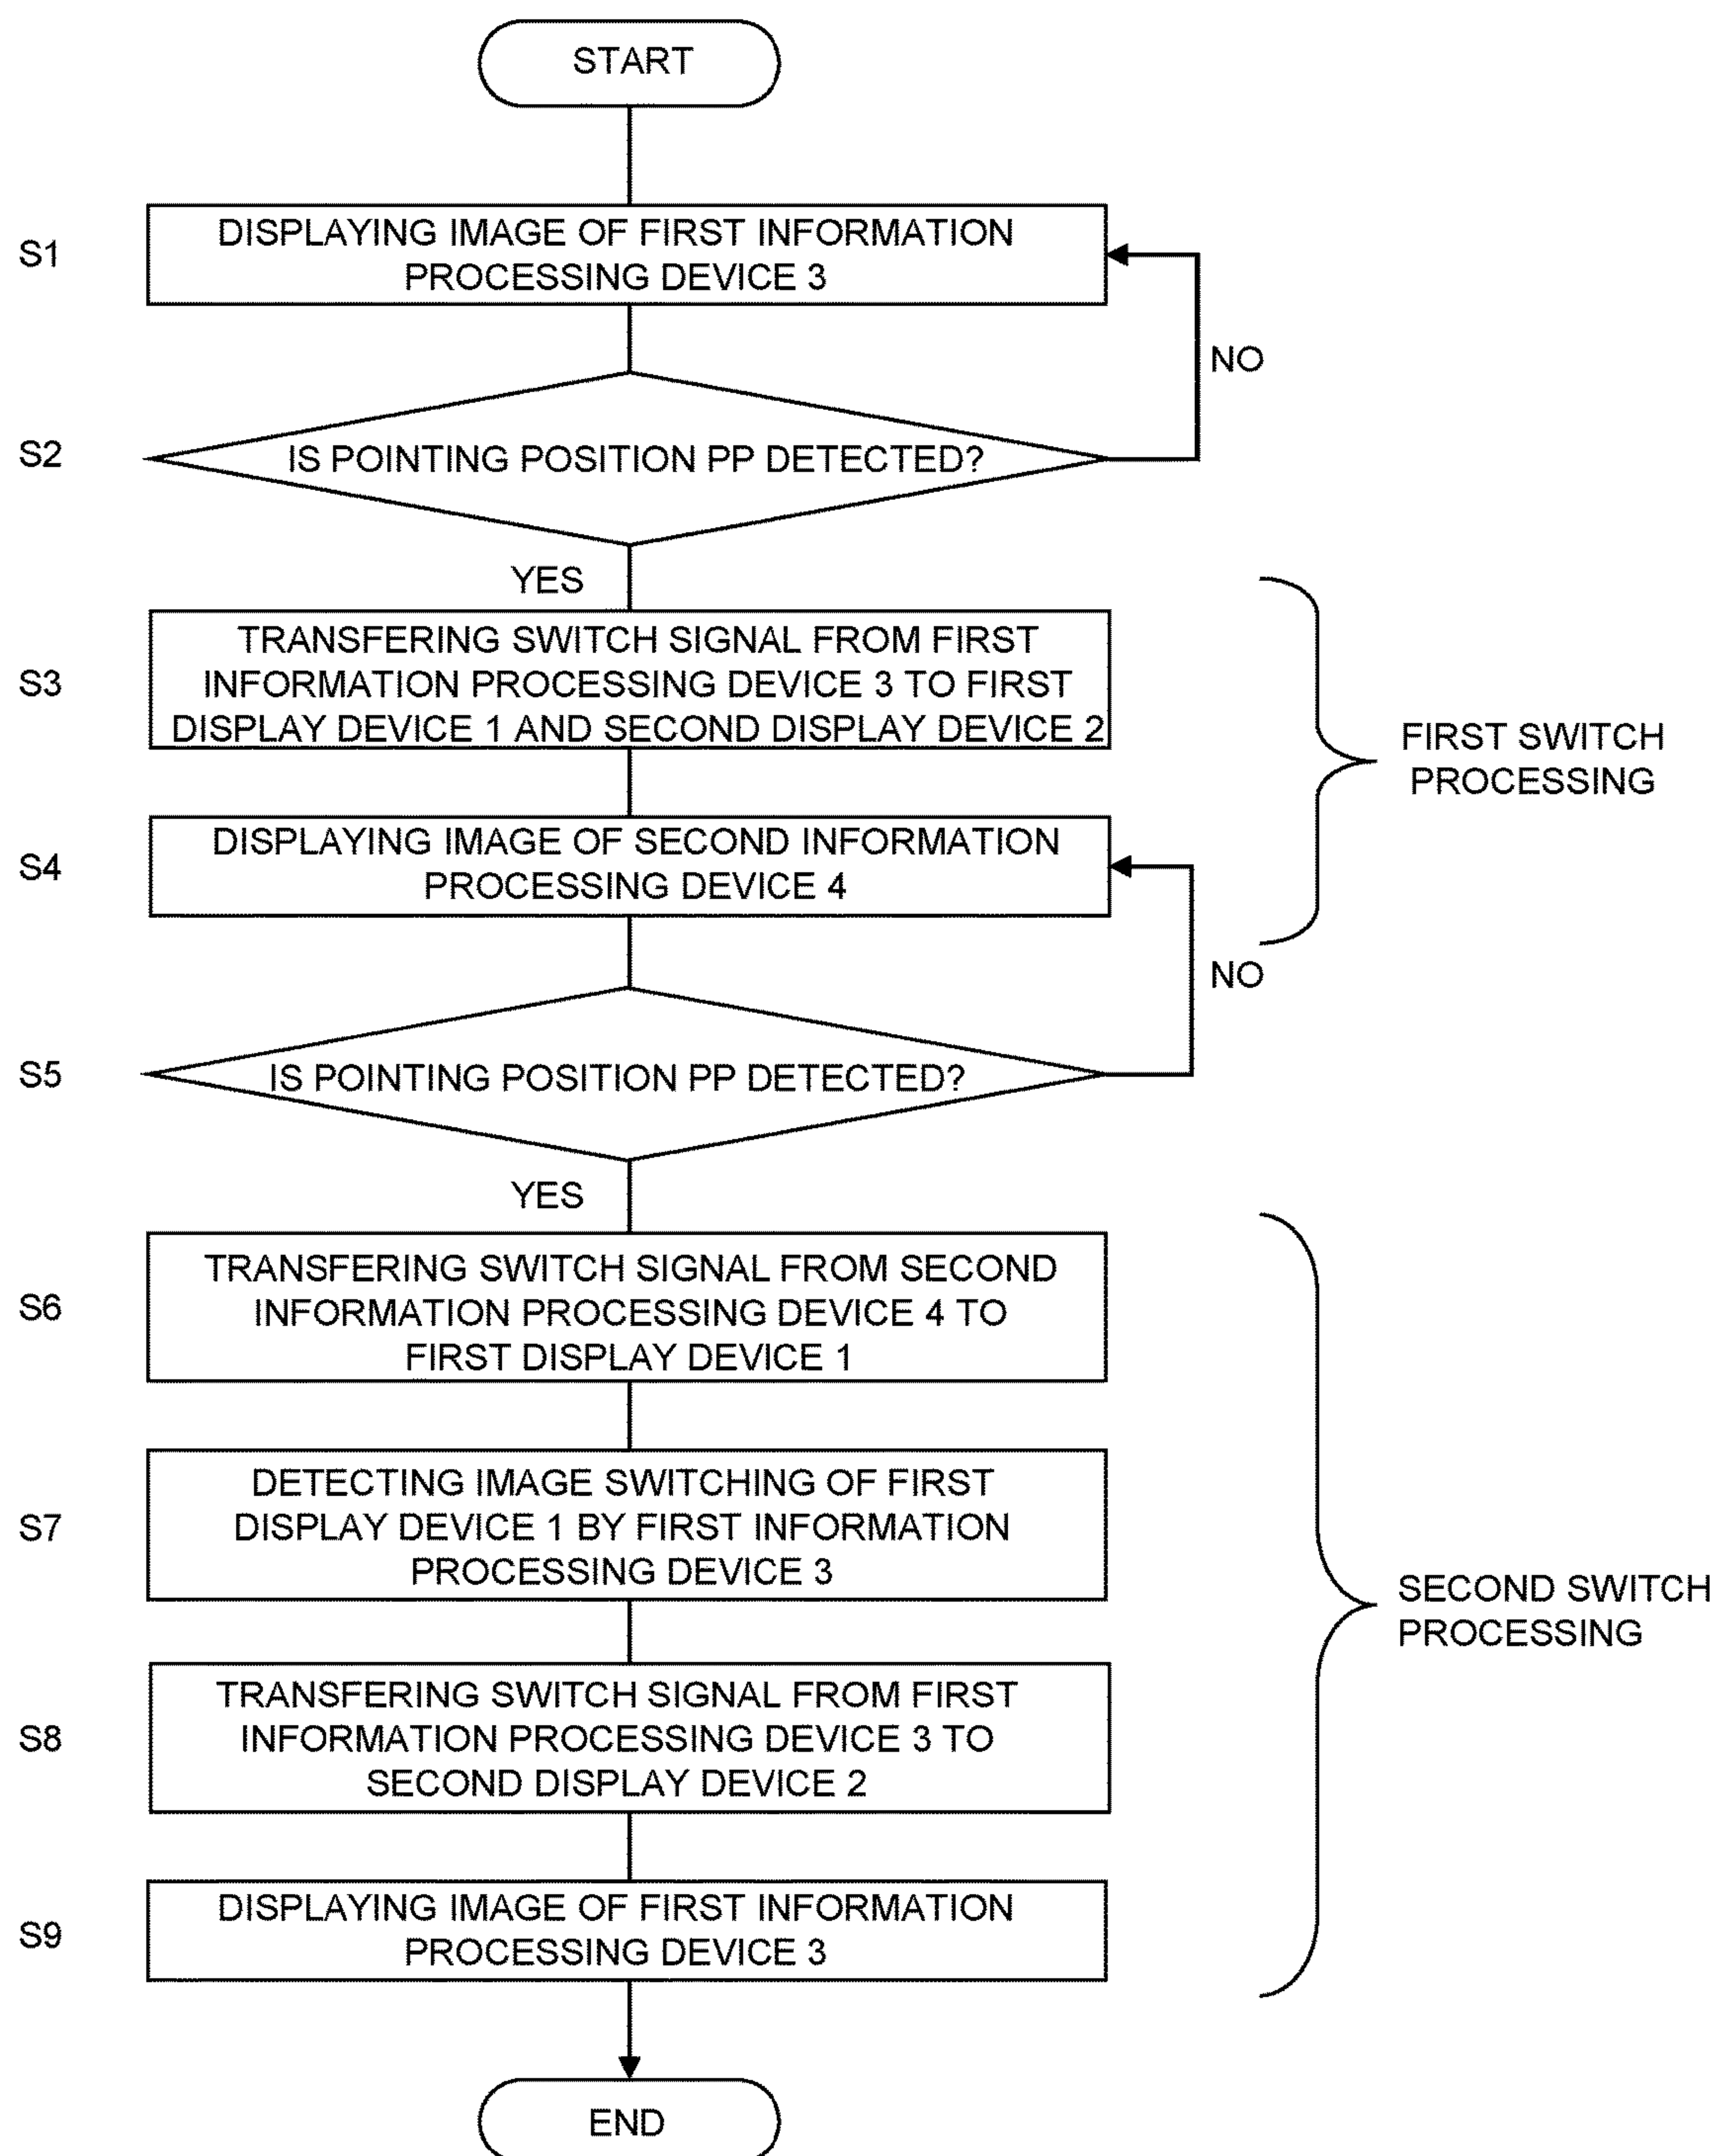 START
S1
DISPLAYING IMAGE OF FIRST INFORMATION
PROCESSING DEVICE 3
NO
S2
IS POINTING POSITION PP DETECTED?
YES
S3
TRANSFERING SWITCH SIGNAL FROM FIRST
INFORMATION PROCESSING DEVICE 3 TO FIRST
DISPLAY DEVICE 1 AND SECOND DISPLAY DEVICE 2
FIRST SWITCH
PROCESSING
S4
DISPLAYING IMAGE OF SECOND INFORMATION
PROCESSING DEVICE 4
NO
S5
IS POINTING POSITION PP DETECTED?
YES
S6
TRANSFERING SWITCH SIGNAL FROM SECOND
INFORMATION PROCESSING DEVICE 4 TO
FIRST DISPLAY DEVICE 1
S7
DETECTING IMAGE SWITCHING OF FIRST
DISPLAY DEVICE 1 BY FIRST INFORMATION
PROCESSING DEVICE 3
SECOND SWITCH
PROCESSING
S8
TRANSFERING SWITCH SIGNAL FROM FIRST
INFORMATION PROCESSING DEVICE 3 TO
SECOND DISPLAY DEVICE 2
S9
DISPLAYING IMAGE OF FIRST INFORMATION
PROCESSING DEVICE 3
END